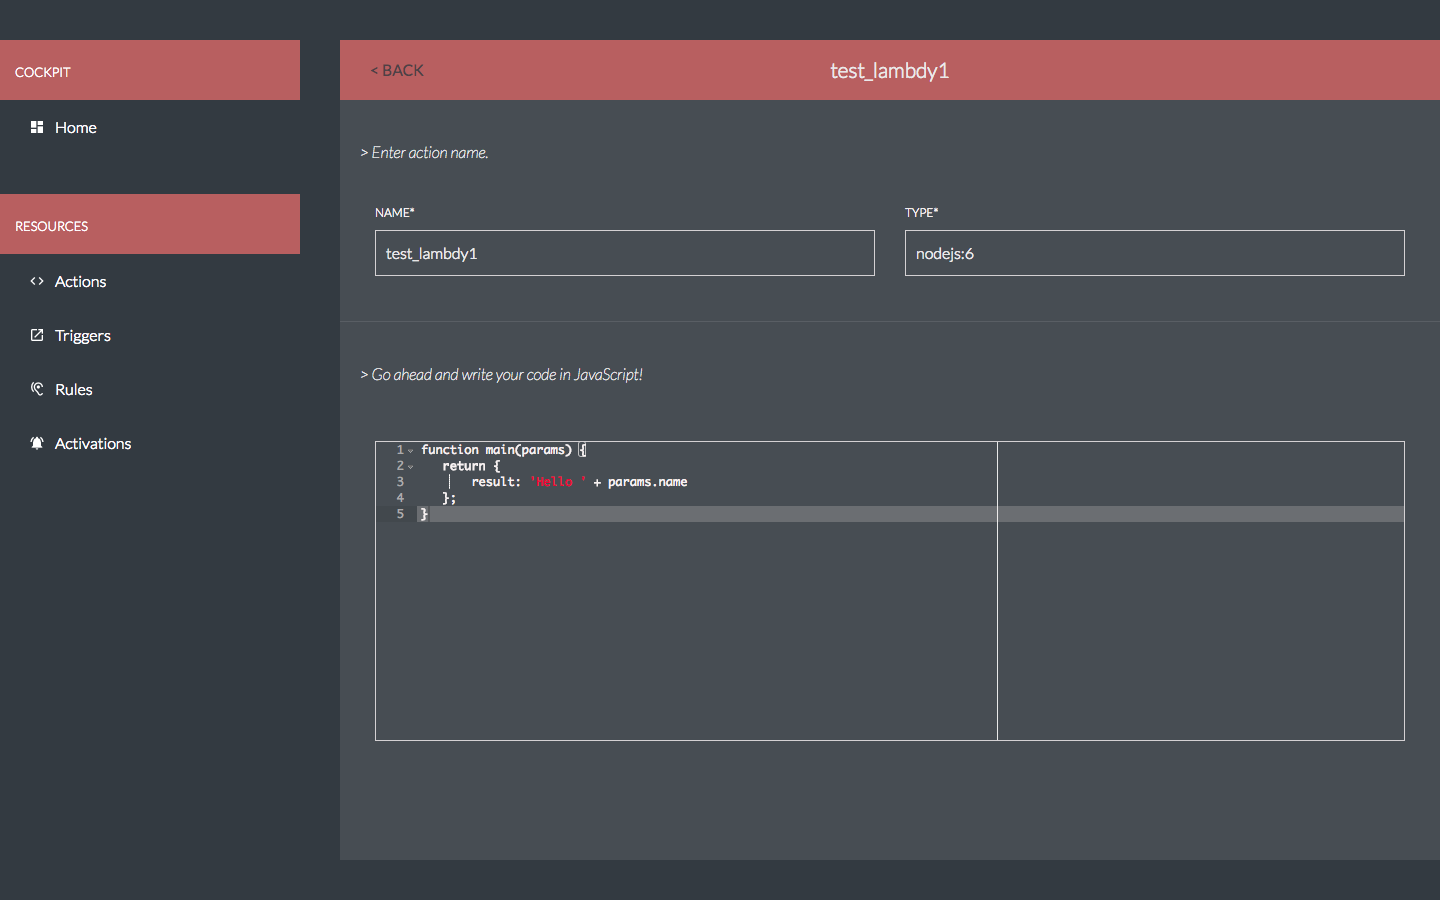 COCKPIT
Home
RESOURCES
Actions
Triggers
Rules
Activations
< BACK
test_lambdy1
> Enter action name.
NAME*
test_lambdy1
TYPE*
nodejs:6
> Go ahead and write your code in JavaScript!
1 function main(params) {
2 return {
3 result: 'Hello ' + params.name
4 };
5 }